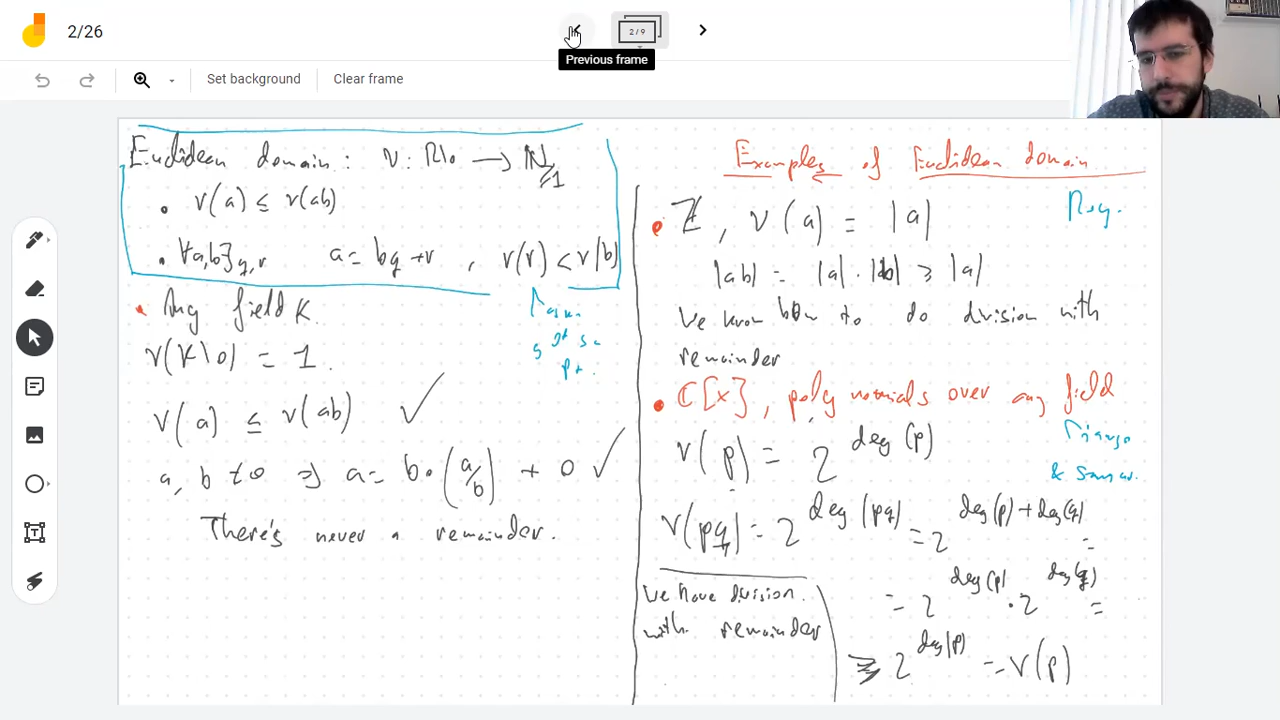 2/26
2 / 9
Previous frame
Set background
Clear frame
Euclidean domain : ν: R\0 → ℕ≥1
• ν(a) ≤ ν(ab)
• ∀a,b ∃q,r a = bq + r , ν(r) < ν(b)
• Any field K.
ν(K\0) = 1.
ν(a) ≤ ν(ab) ✓
a, b ≠ 0 ⇒ a = b · (a/b) + 0 ✓
There's never a remainder.
Examples of Euclidean domain
• ℤ , ν(a) = |a|
|ab| = |a| · |b| ≥ |a|
We know how to do division with
remainder
• ℂ[x], polynomials over any field
ν(p) = 2^deg(p)
ν(pq) = 2^deg(pq) = 2^deg(p)+deg(q) =
= 2^deg(p) · 2^deg(q) =
≥ 2^deg(p) = ν(p)
We have division
with remainder